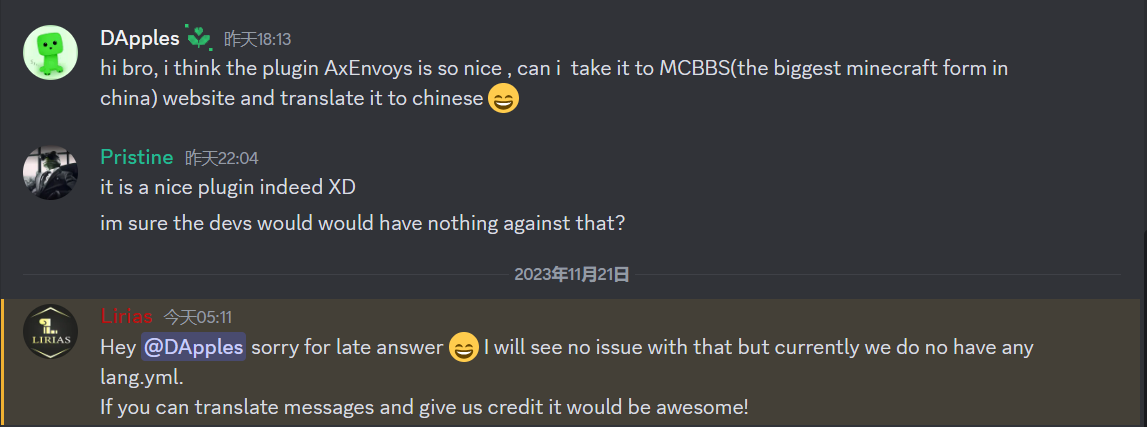 DApples 昨天18:13
hi bro, i think the plugin AxEnvoys is so nice , can i take it to MCBBS(the biggest minecraft form in
china) website and translate it to chinese 😄
Pristine 昨天22:04
it is a nice plugin indeed XD
im sure the devs would would have nothing against that?
2023年11月21日
Lirias 今天05:11
LIRIAS
Hey @DApples sorry for late answer 😄 I will see no issue with that but currently we do no have any
lang.yml.
If you can translate messages and give us credit it would be awesome!